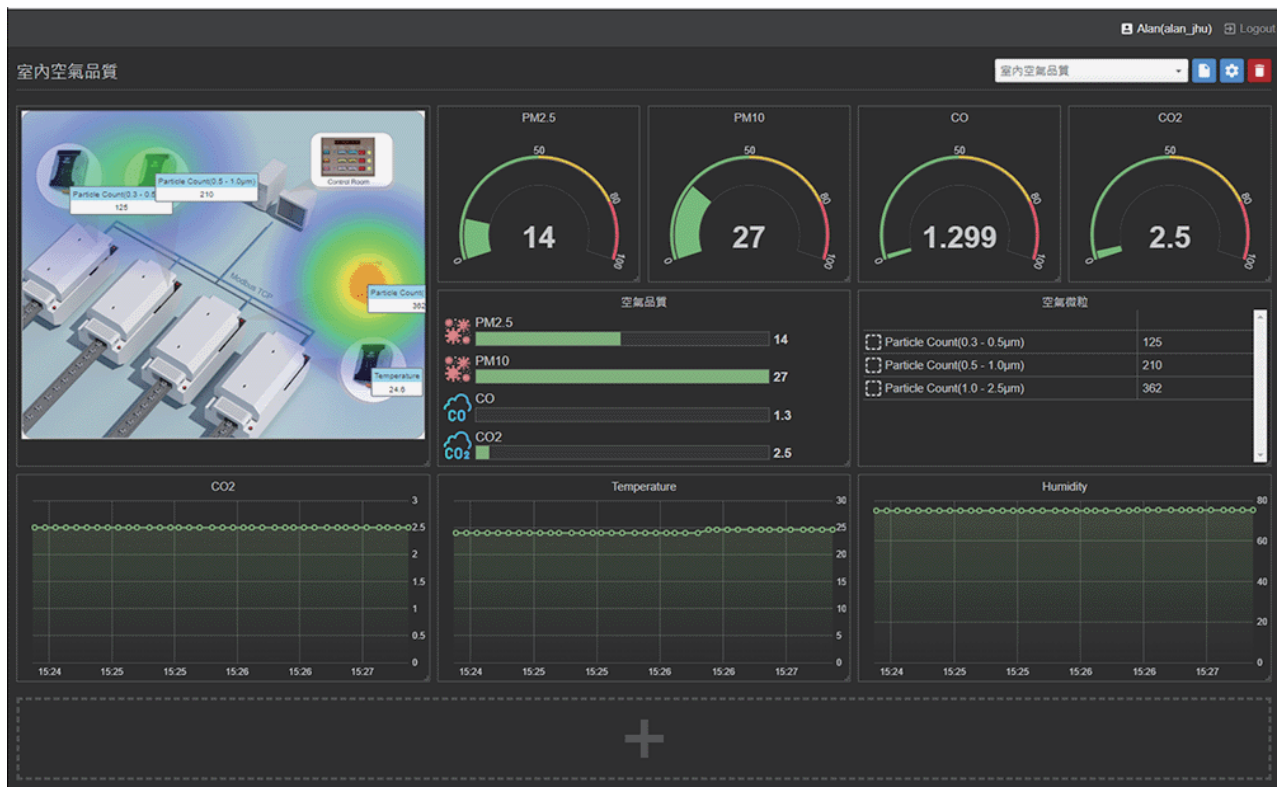 Alan(alan_jhu) Logout
室內空氣品質
室內空氣品質
Control Room
Particle Count(0.3 - 0.5
125
Particle Count(0.5 - 1.0μm)
210
Modbus TCP
Particle Count(
362
Temperature
24.6
PM2.5
0 50 80 100
14
PM10
0 50 80 100
27
CO
0 50 80 100
1.299
CO2
0 50 80 100
2.5
空氣品質
PM2.5
14
PM10
27
CO
CO 1.3
CO2
CO2 2.5
空氣微粒
Particle Count(0.3 - 0.5μm) 125
Particle Count(0.5 - 1.0μm) 210
Particle Count(1.0 - 2.5μm) 362
CO2
3
2.5
2
1.5
1
0.5
0
15:24 15:25 15:25 15:26 15:26 15:27
Temperature
30
25
20
15
10
5
0
15:24 15:25 15:25 15:26 15:26 15:27
Humidity
80
60
40
20
0
15:24 15:25 15:25 15:26 15:26 15:27